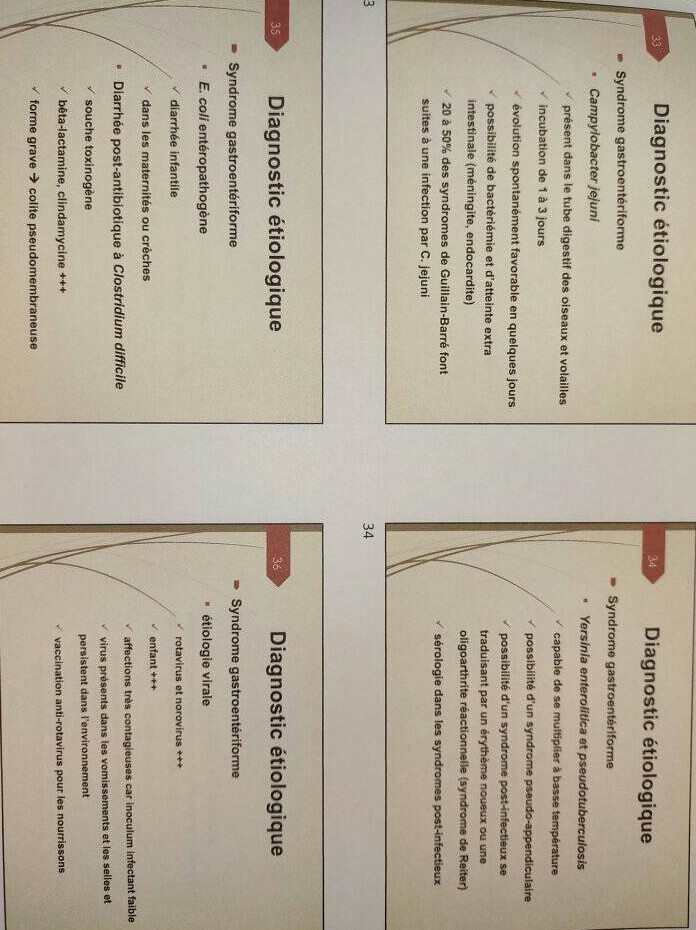 33
Diagnostic étiologique
Syndrome gastroentériforme
Campylobacter jejuni
✓ présent dans le tube digestif des oiseaux et volailles
✓ incubation de 1 à 3 jours
✓ évolution spontanément favorable en quelques jours
✓ possibilité de bactériémie et d'atteinte extra
intestinale (méningite, endocardite)
✓ 20 à 50% des syndromes de Guillain-Barré font
suites à une infection par C. jejuni
34
Diagnostic étiologique
Syndrome gastroentériforme
Yersinia enterolitica et pseudotuberculosis
✓ capable de se multiplier à basse température
✓ possibilité d'un syndrome pseudo-appendiculaire
✓ possibilité d'un syndrome post-infectieux se
traduisant par un érythème noueux ou une
oligoarthrite réactionnelle (syndrome de Reiter)
✓ sérologie dans les syndromes post-infectieux
3
34
35
Diagnostic étiologique
Syndrome gastroentériforme
E. coli entéropathogène
✓ diarrhée infantile
✓ dans les maternités ou crèches
Diarrhée post-antibiotique à Clostridium difficile
✓ souche toxinogène
✓ bêta-lactamine, clindamycine +++
✓ forme grave → colite pseudomembraneuse
36
Diagnostic étiologique
Syndrome gastroentériforme
étiologie virale
✓ rotavirus et norovirus +++
✓ enfant +++
✓ affections très contagieuses car inoculum infectant faible
✓ virus présents dans les vomissements et les selles et
persistent dans l'environnement
✓ vaccination anti-rotavirus pour les nourrissons